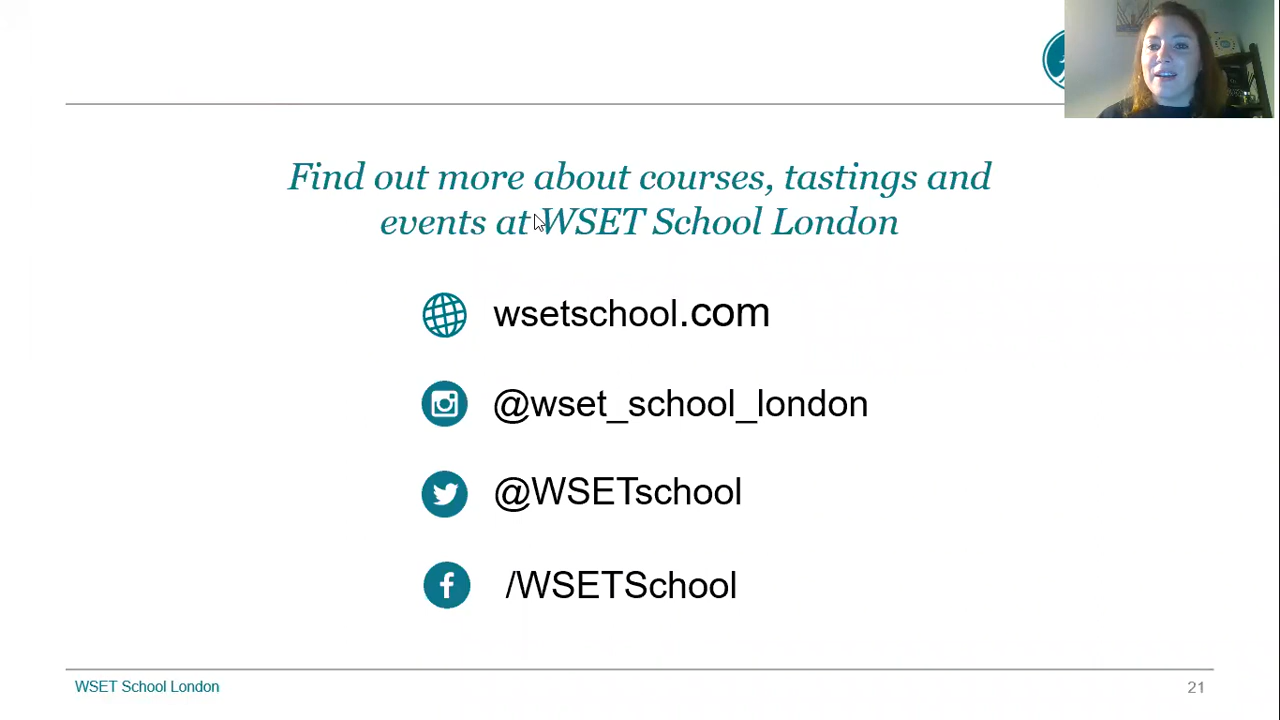 Find out more about courses, tastings and
events at WSET School London
wsetschool.com
@wset_school_london
@WSETschool
/WSETSchool
WSET School London
21